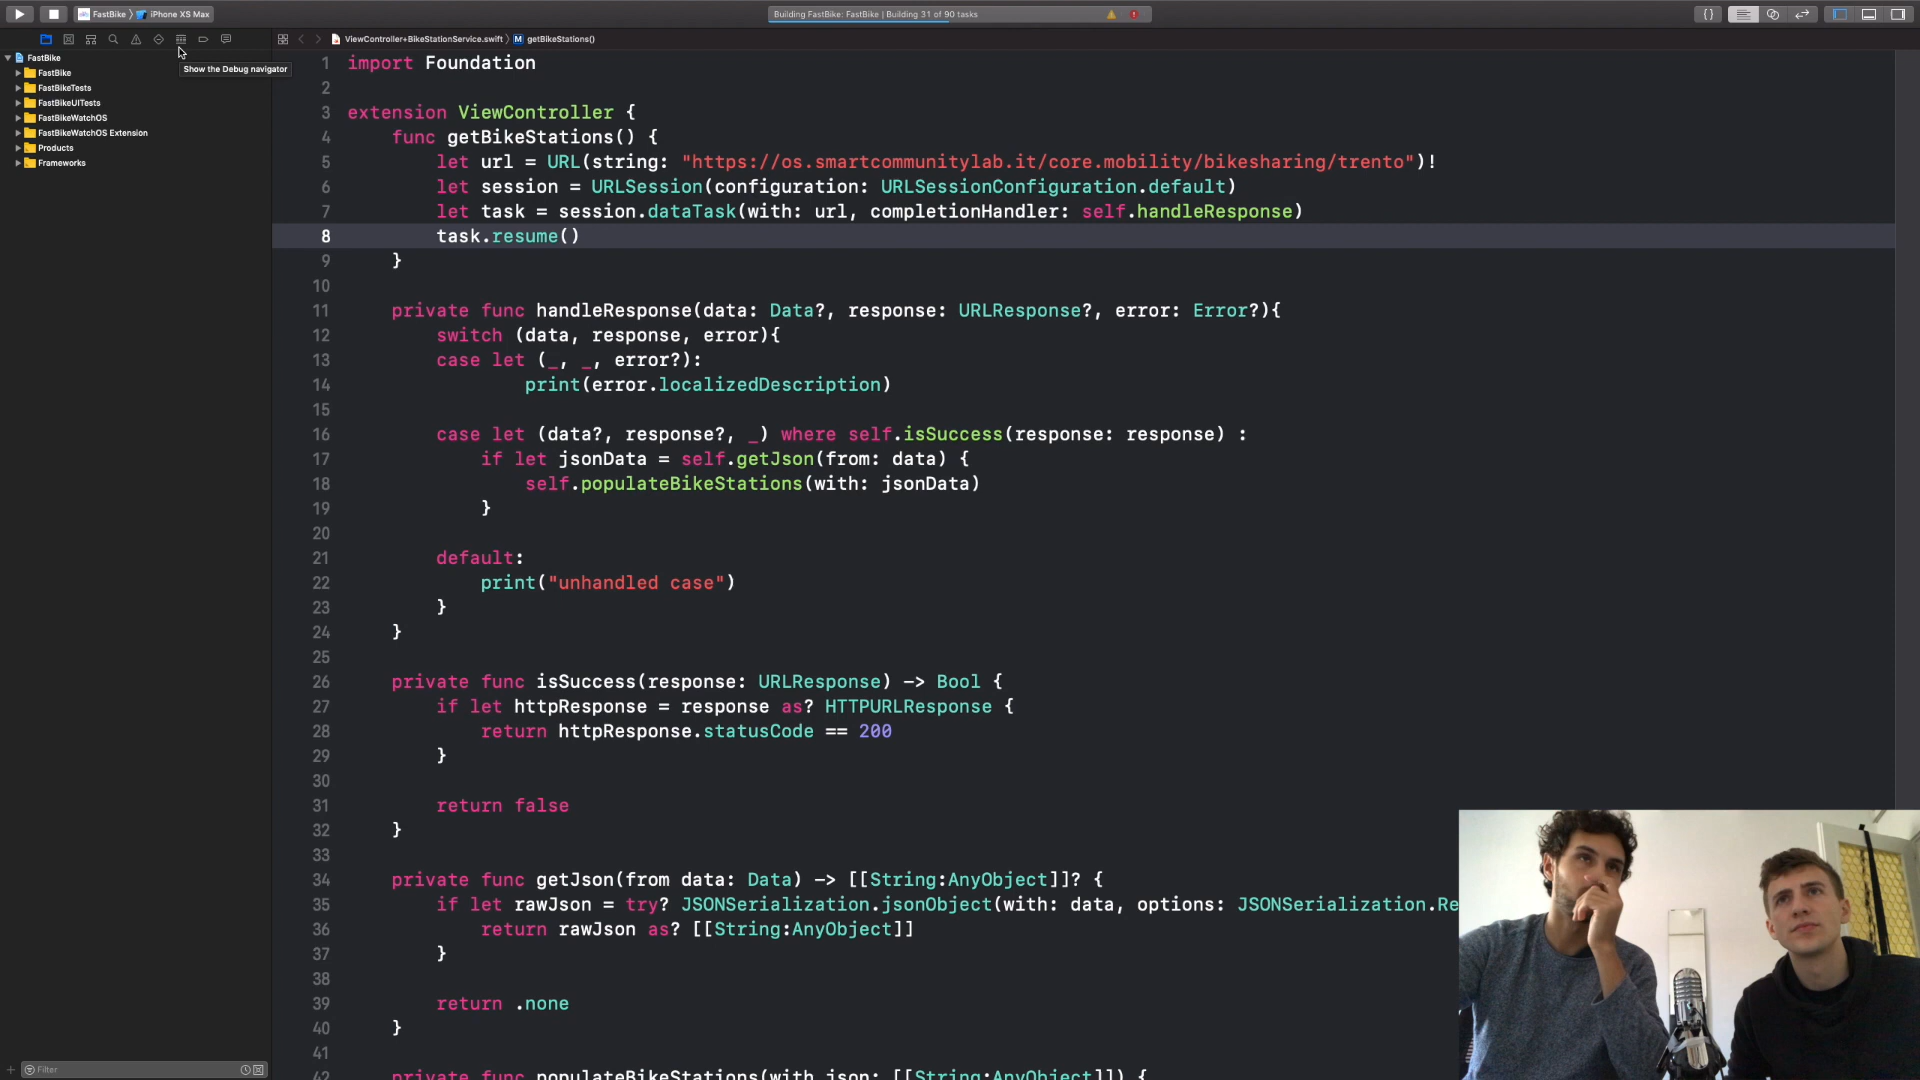 FastBike
iPhone XS Max
Building FastBike: FastBike | Building 31 of 90 tasks
ViewController+BikeStationService.swift
M
getBikeStations()
FastBike
FastBike
FastBikeTests
FastBikeUITests
FastBikeWatchOS
FastBikeWatchOS Extension
Products
Frameworks
Show the Debug navigator
Filter
1 import Foundation
2
3 extension ViewController {
4 func getBikeStations() {
5 let url = URL(string: "https://os.smartcommunitylab.it/core.mobility/bikesharing/trento")!
6 let session = URLSession(configuration: URLSessionConfiguration.default)
7 let task = session.dataTask(with: url, completionHandler: self.handleResponse)
8 task.resume()
9 }
10
11 private func handleResponse(data: Data?, response: URLResponse?, error: Error?){
12 switch (data, response, error){
13 case let (_, _, error?):
14 print(error.localizedDescription)
15
16 case let (data?, response?, _) where self.isSuccess(response: response) :
17 if let jsonData = self.getJson(from: data) {
18 self.populateBikeStations(with: jsonData)
19 }
20
21 default:
22 print("unhandled case")
23 }
24 }
25
26 private func isSuccess(response: URLResponse) -> Bool {
27 if let httpResponse = response as? HTTPURLResponse {
28 return httpResponse.statusCode == 200
29 }
30
31 return false
32 }
33
34 private func getJson(from data: Data) -> [[String:AnyObject]]? {
35 if let rawJson = try? JSONSerialization.jsonObject(with: data, options: JSONSerialization.Re
36 return rawJson as? [[String:AnyObject]]
37 }
38
39 return .none
40 }
41
42 private func populateBikeStations(with json: [[String:AnyObject]]) {